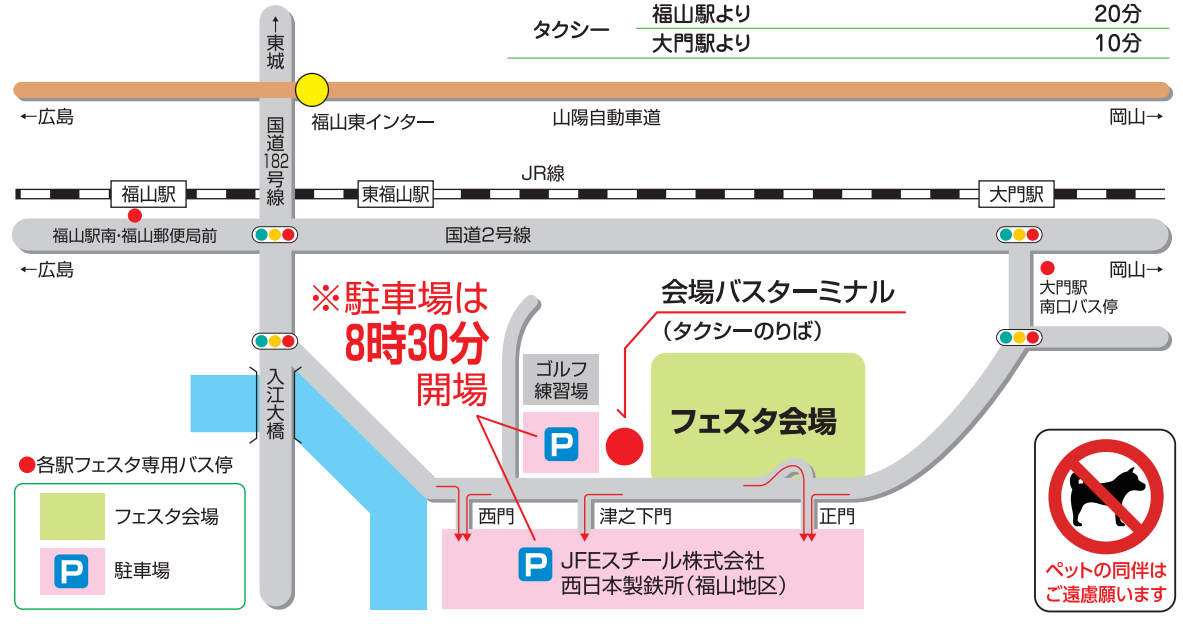 ↑東城
タクシー
福山駅より 20分
大門駅より 10分
←広島
福山東インター
山陽自動車道
岡山→
国道182号線
JR線
福山駅
東福山駅
大門駅
福山駅南・福山郵便局前
国道2号線
←広島
岡山→
大門駅
南口バス停
※駐車場は
8時30分
開場
会場バスターミナル
(タクシーのりば)
ゴルフ
練習場
P
フェスタ会場
入江大橋
●各駅フェスタ専用バス停
フェスタ会場
P 駐車場
西門
津之下門
正門
P JFEスチール株式会社
西日本製鉄所(福山地区)
ペットの同伴は
ご遠慮願います